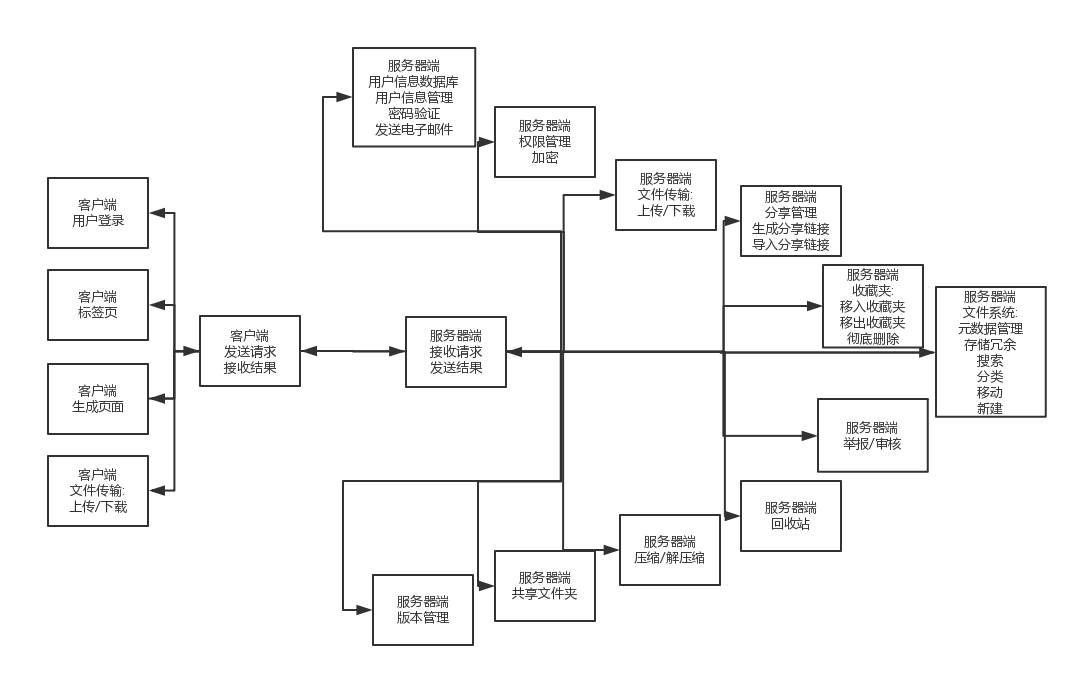 服务器端
用户信息数据库
用户信息管理
密码验证
发送电子邮件
服务器端
权限管理
加密
服务器端
文件传输:
上传/下载
服务器端
分享管理
生成分享链接
导入分享链接
客户端
用户登录
客户端
标签页
客户端
生成页面
客户端
文件传输:
上传/下载
客户端
发送请求
接收结果
服务器端
接收请求
发送结果
服务器端
收藏夹:
移入收藏夹
移出收藏夹
彻底删除
服务器端
文件系统:
元数据管理
存储冗余
搜索
分类
移动
新建
服务器端
举报/审核
服务器端
回收站
服务器端
压缩/解压缩
服务器端
共享文件夹
服务器端
版本管理